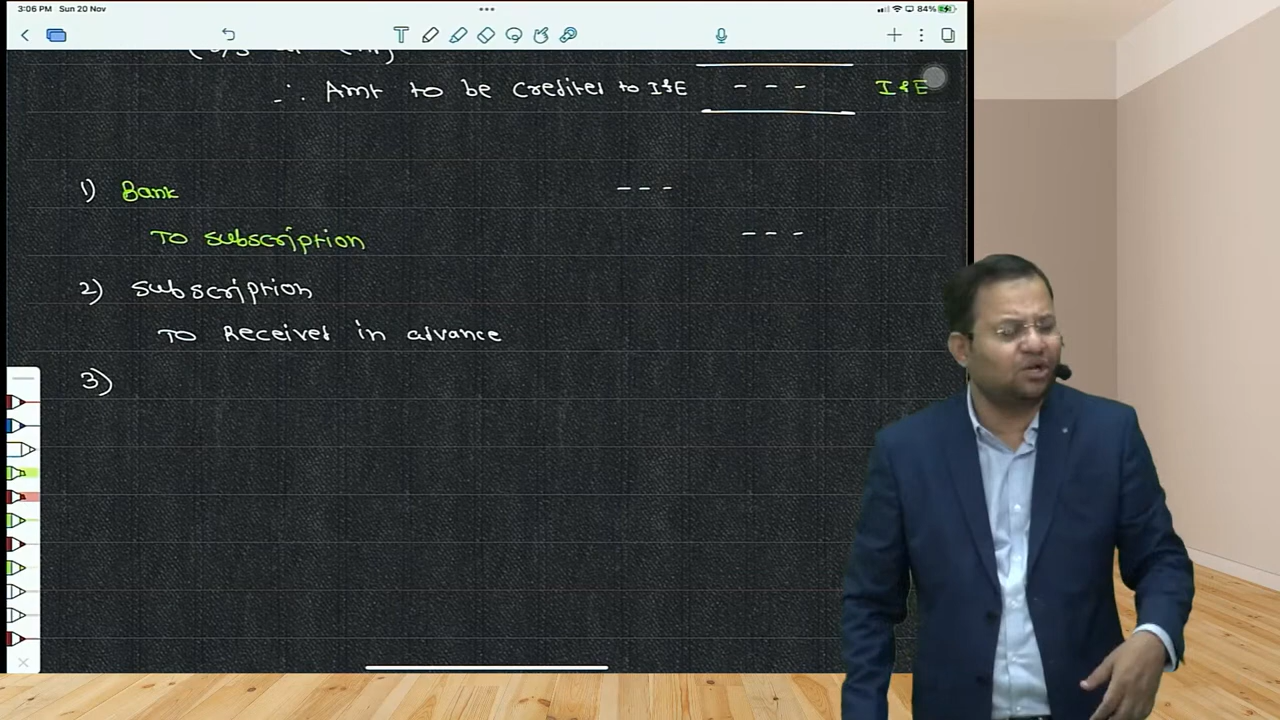 3:06 PM Sun 20 Nov
84%
∴ Amt to be credited to I&E - - - I & E
1) Bank - - -
To subscription - - -
2) subscription
To Received in advance
3)